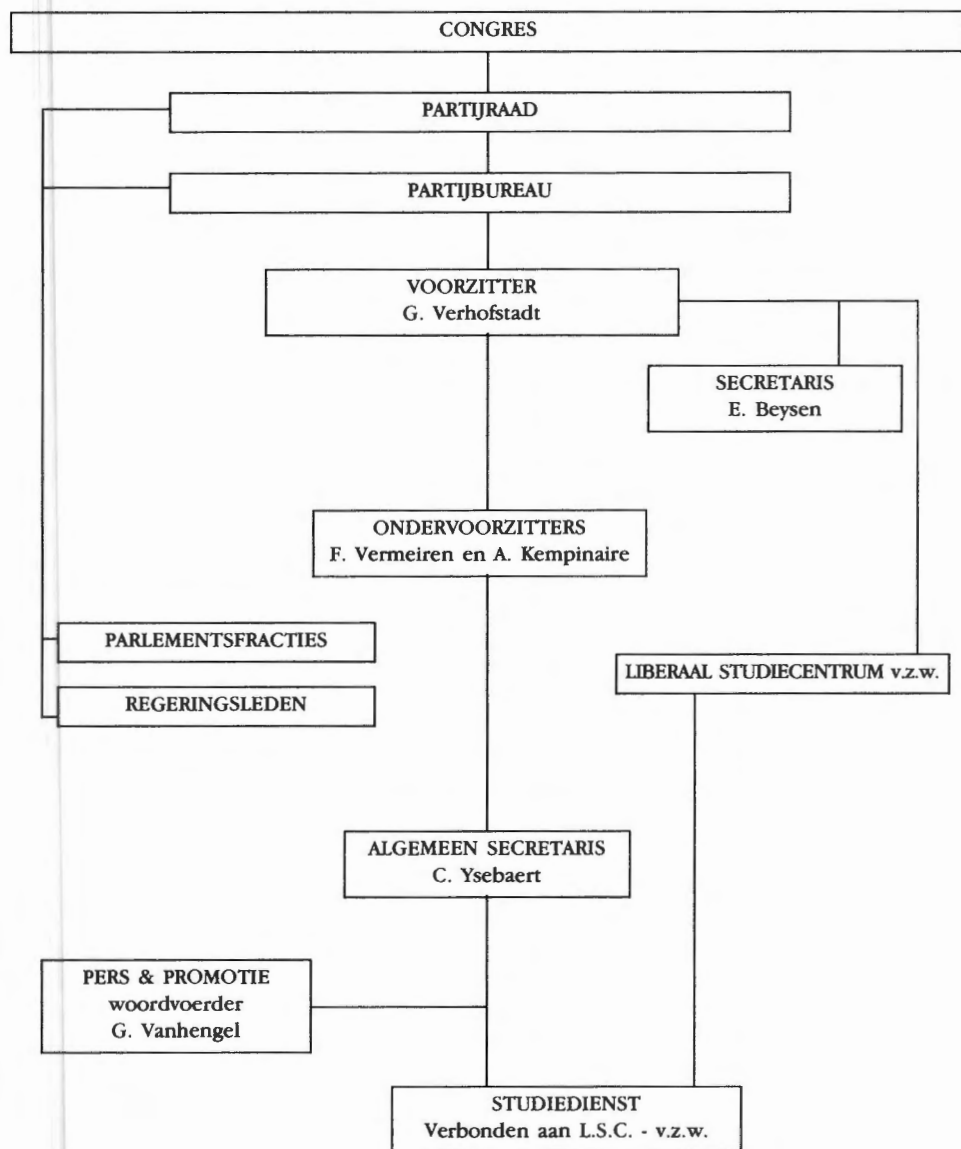 CONGRES
PARTIJRAAD
PARTIJBUREAU
VOORZITTER
G. Verhofstadt
SECRETARIS
E. Beysen
ONDERVOORZITTERS
F. Vermeiren en A. Kempinaire
PARLEMENTSFRACTIES
LIBERAAL STUDIECENTRUM v.z.w.
REGERINGSLEDEN
ALGEMEEN SECRETARIS
C. Ysebaert
PERS & PROMOTIE
woordvoerder
G. Vanhengel
STUDIEDIENST
Verbonden aan L.S.C. - v.z.w.